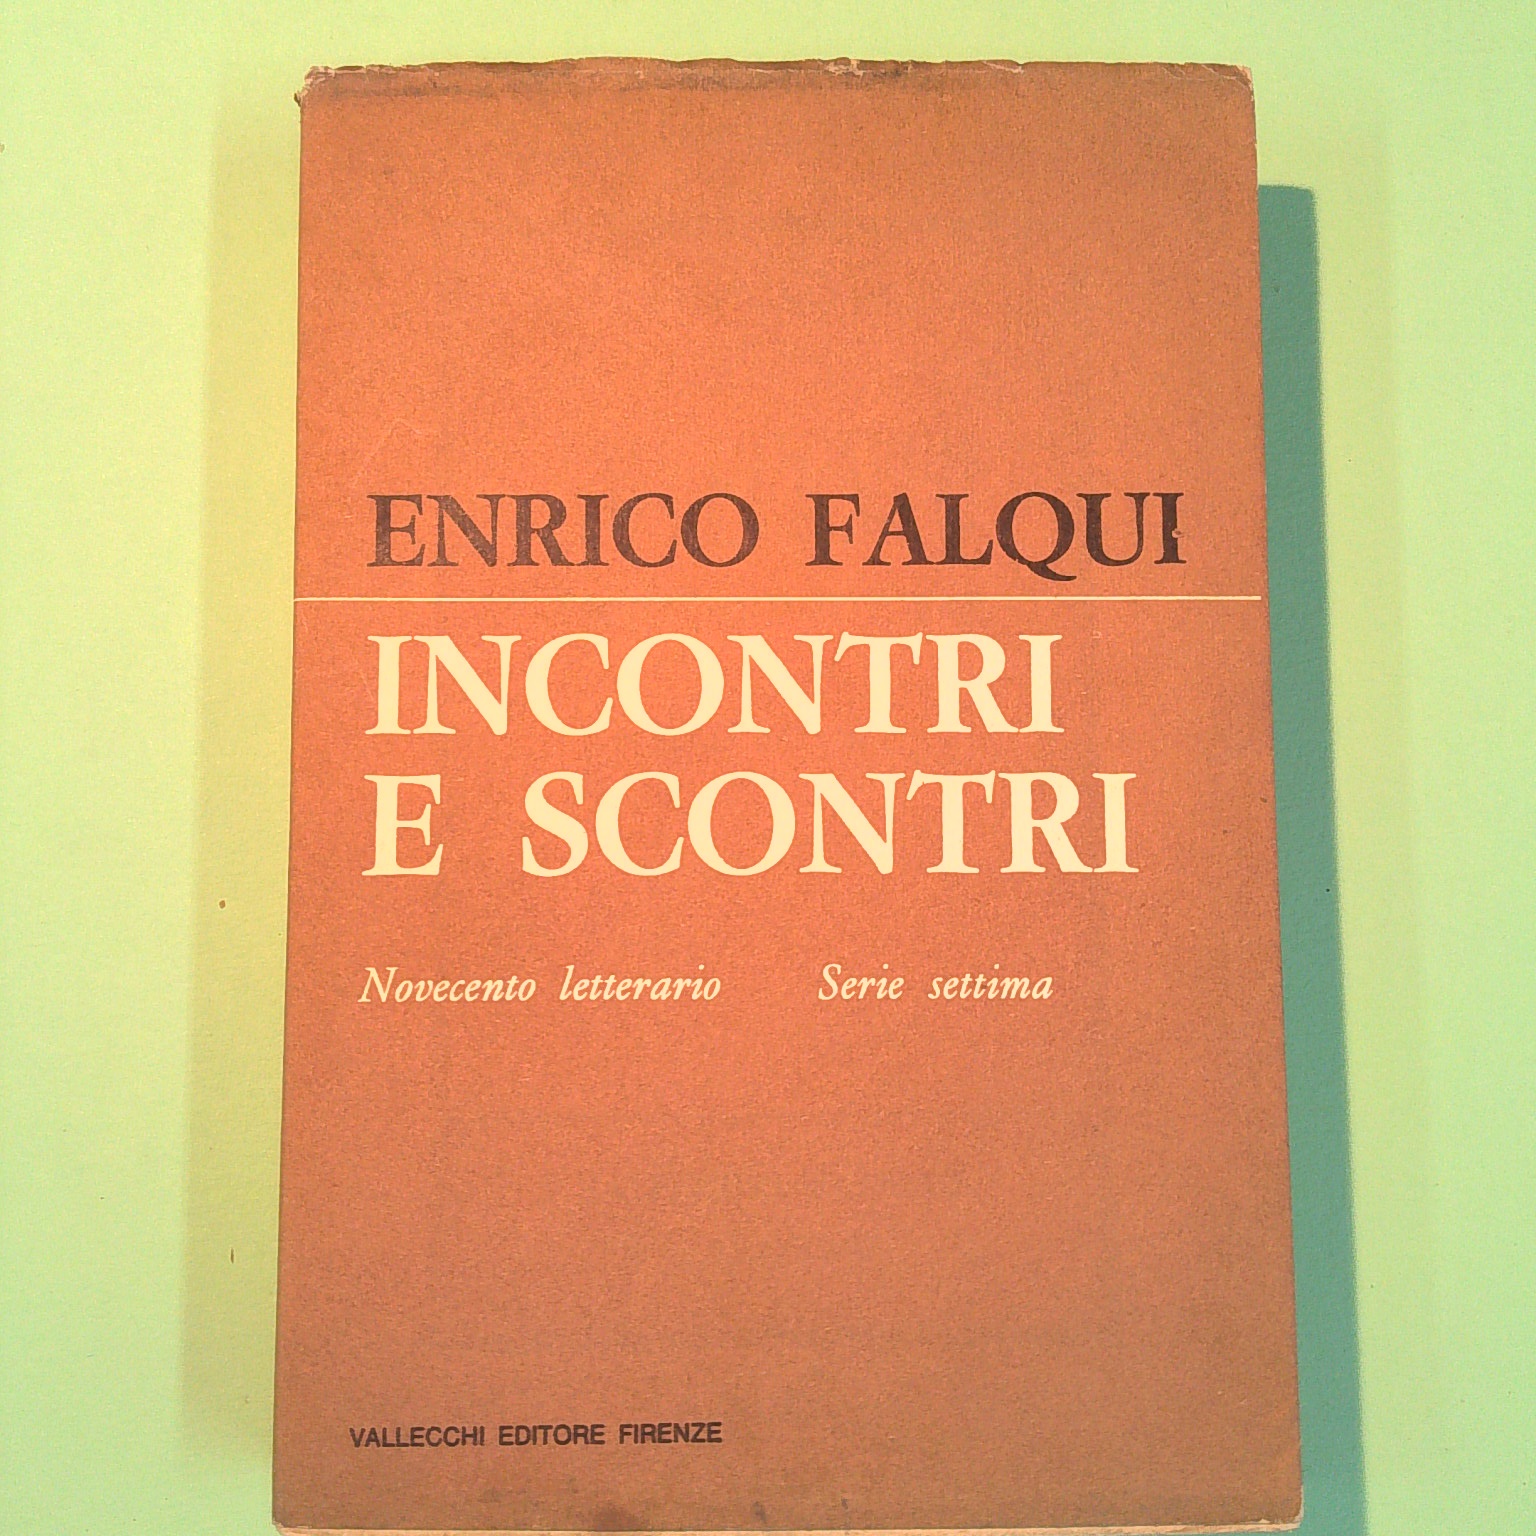 ENRICO FALQUI
INCONTRI
E SCONTRI
Novecento letterario Serie settima
VALLECCHI EDITORE FIRENZE